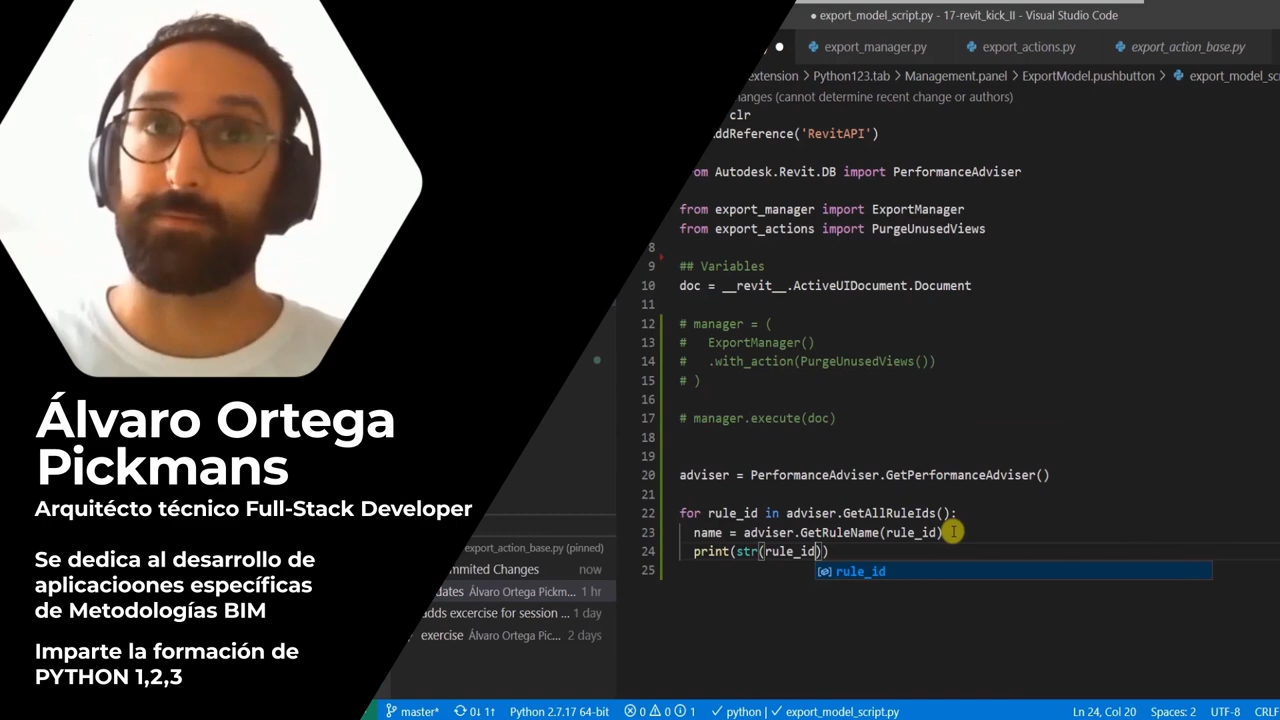 export_model_script.py - 17-revit_kick_II - Visual Studio Code
export_manager.py export_actions.py export_action_base.py
extension > Python123.tab > Management.panel > ExportModel.pushbutton > export_model_sc
anges (cannot determine recent change or authors)
clr
ddReference('RevitAPI')
om Autodesk.Revit.DB import PerformanceAdviser
from export_manager import ExportManager
from export_actions import PurgeUnusedViews
8
9 ## Variables
10 doc = __revit__.ActiveUIDocument.Document
11
12 # manager = (
13 #   ExportManager()
14 #   .with_action(PurgeUnusedViews())
15 # )
16
17 # manager.execute(doc)
18
19
20 adviser = PerformanceAdviser.GetPerformanceAdviser()
21
22 for rule_id in adviser.GetAllRuleIds():
23   name = adviser.GetRuleName(rule_id)
24   print(str(rule_id))
rule_id
25
export_action_base.py (pinned)
mmited Changes now
dates Álvaro Ortega Pickm... 1 hr
adds excercise for session ... 1 day
exercise Álvaro Ortega Pic... 2 days
master* 0↓ 1↑ Python 2.7.17 64-bit 0 0 1 python | export_model_script.py Ln 24, Col 20 Spaces: 2 UTF-8 CRLF
Álvaro Ortega
Pickmans
Arquitécto técnico Full-Stack Developer
Se dedica al desarrollo de
aplicacioones específicas
de Metodologías BIM
Imparte la formación de
PYTHON 1,2,3